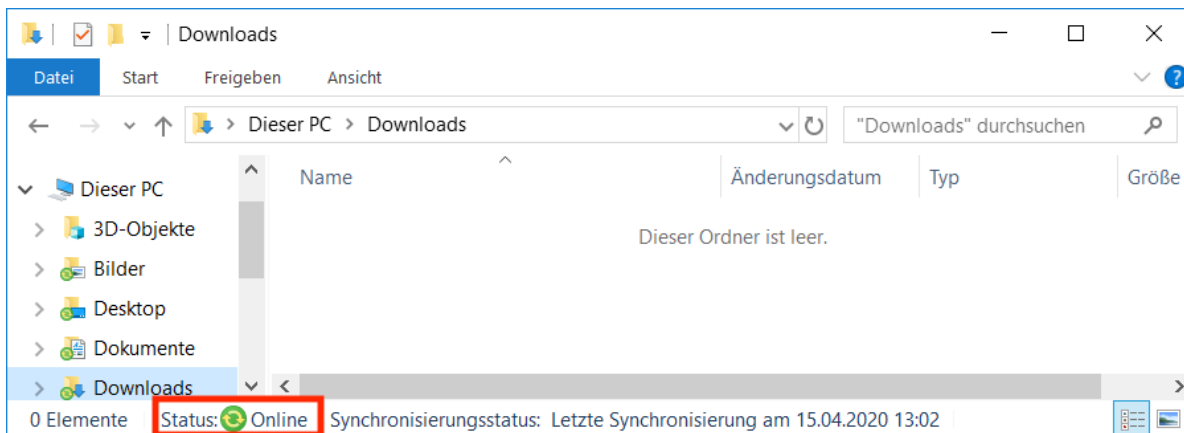 Downloads
Datei Start Freigeben Ansicht ?
Dieser PC > Downloads "Downloads" durchsuchen
Name Änderungsdatum Typ Größe
Dieser PC
3D-Objekte
Dieser Ordner ist leer.
Bilder
Desktop
Dokumente
Downloads
0 Elemente Status: Online Synchronisierungsstatus: Letzte Synchronisierung am 15.04.2020 13:02